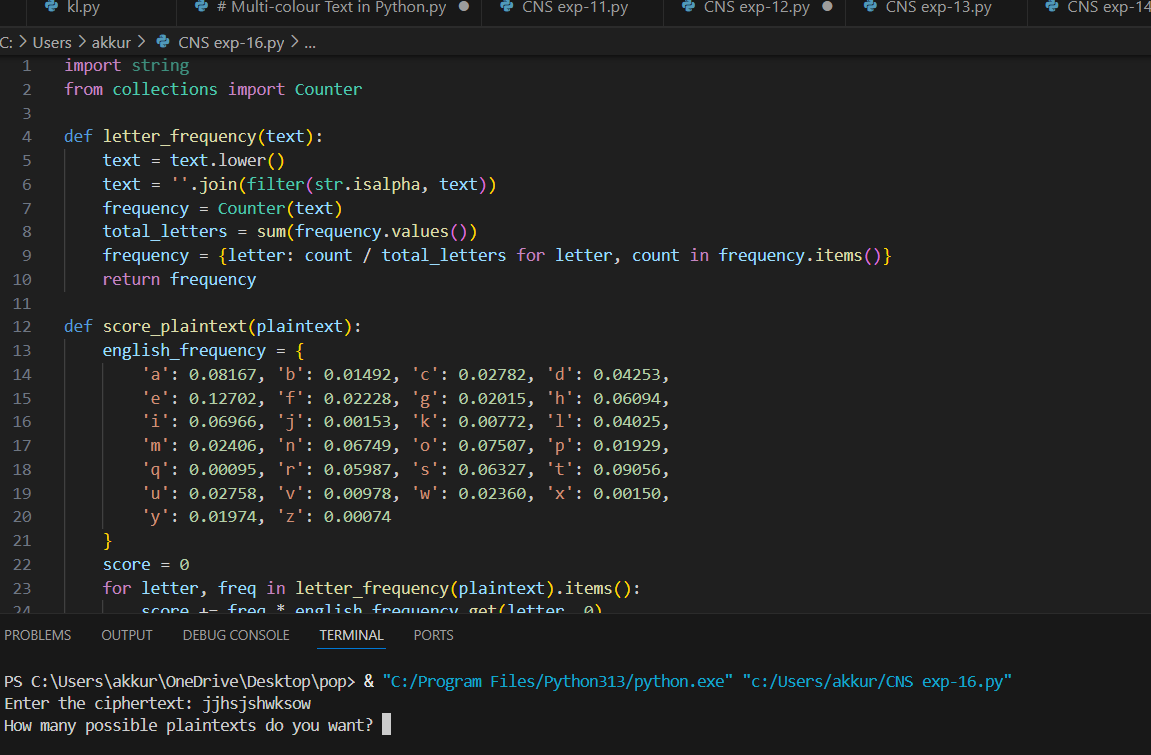 kl.py # Multi-colour Text in Python.py CNS exp-11.py CNS exp-12.py CNS exp-13.py CNS exp-14
C: > Users > akkur > CNS exp-16.py > ...
1 import string
2 from collections import Counter
3
4 def letter_frequency(text):
5 text = text.lower()
6 text = ''.join(filter(str.isalpha, text))
7 frequency = Counter(text)
8 total_letters = sum(frequency.values())
9 frequency = {letter: count / total_letters for letter, count in frequency.items()}
10 return frequency
11
12 def score_plaintext(plaintext):
13 english_frequency = {
14 'a': 0.08167, 'b': 0.01492, 'c': 0.02782, 'd': 0.04253,
15 'e': 0.12702, 'f': 0.02228, 'g': 0.02015, 'h': 0.06094,
16 'i': 0.06966, 'j': 0.00153, 'k': 0.00772, 'l': 0.04025,
17 'm': 0.02406, 'n': 0.06749, 'o': 0.07507, 'p': 0.01929,
18 'q': 0.00095, 'r': 0.05987, 's': 0.06327, 't': 0.09056,
19 'u': 0.02758, 'v': 0.00978, 'w': 0.02360, 'x': 0.00150,
20 'y': 0.01974, 'z': 0.00074
21 }
22 score = 0
23 for letter, freq in letter_frequency(plaintext).items():
24 score += freq * english_frequency.get(letter, 0)
PROBLEMS OUTPUT DEBUG CONSOLE TERMINAL PORTS
PS C:\Users\akkur\OneDrive\Desktop\pop> & "C:/Program Files/Python313/python.exe" "c:/Users/akkur/CNS exp-16.py"
Enter the ciphertext: jjhsjshwksow
How many possible plaintexts do you want?